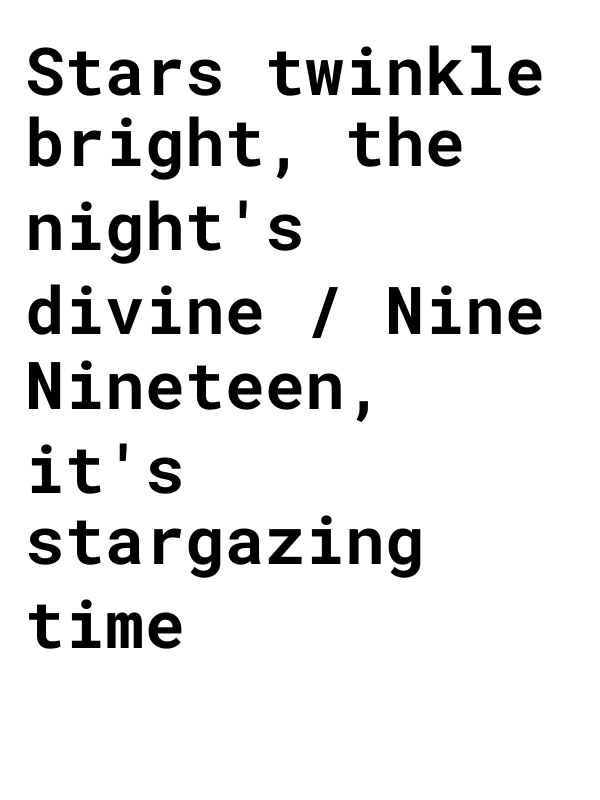 Stars twinkle
bright, the
night's
divine / Nine
Nineteen,
it's
stargazing
time